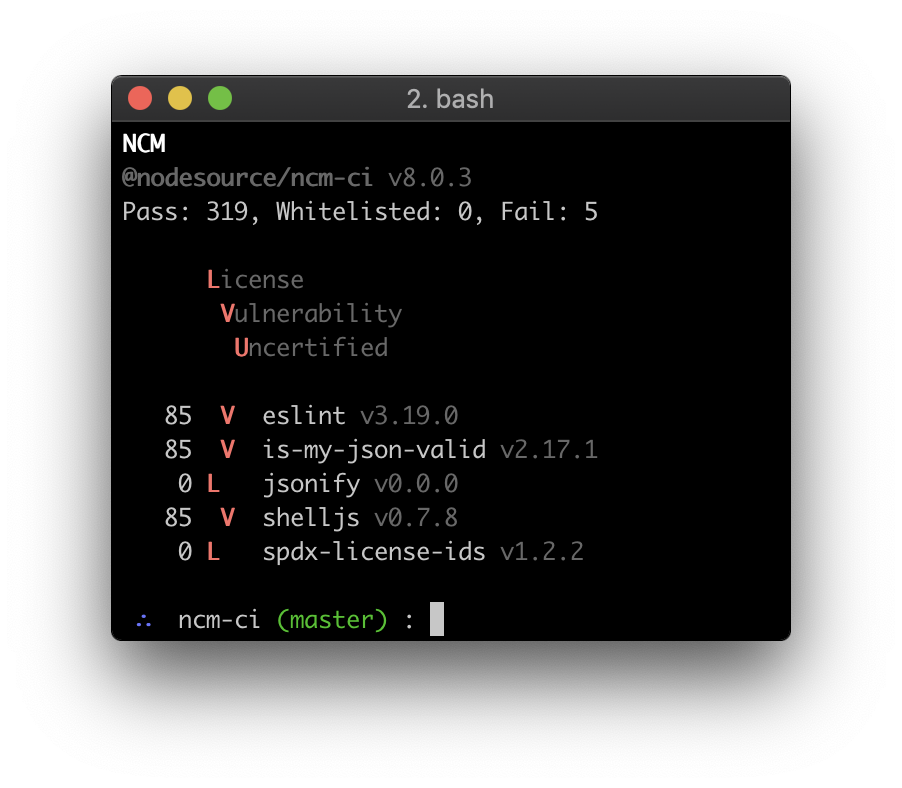 2. bash
NCM
@nodesource/ncm-ci v8.0.3
Pass: 319, Whitelisted: 0, Fail: 5
License
Vulnerability
Uncertified
85 V eslint v3.19.0
85 V is-my-json-valid v2.17.1
0 L jsonify v0.0.0
85 V shelljs v0.7.8
0 L spdx-license-ids v1.2.2
∴ ncm-ci (master) :